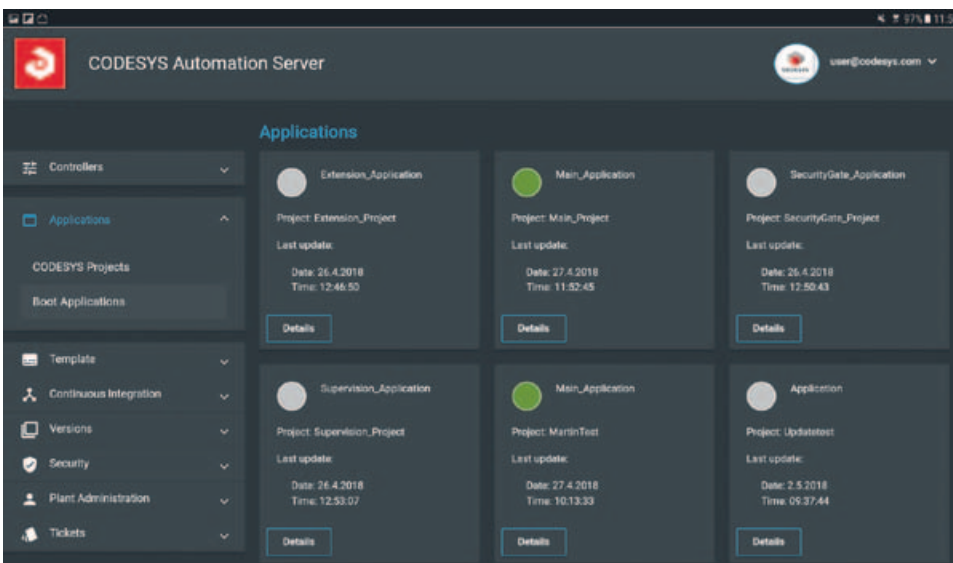 97% 11:5
CODESYS Automation Server
user@codesys.com
Applications
Controllers
Applications
CODESYS Projects
Boot Applications
Template
Continuous Integration
Versions
Security
Plant Administration
Tickets
Extension_Application
Project: Extension_Project
Last update:
Date: 26.4.2018
Time: 12:46:50
Details
Main_Application
Project: Main_Project
Last update:
Date: 27.4.2018
Time: 11:52:45
Details
SecurityGate_Application
Project: SecurityGate_Project
Last update:
Date: 26.4.2018
Time: 12:50:43
Details
Supervision_Application
Project: Supervision_Project
Last update:
Date: 26.4.2018
Time: 12:53:07
Details
Main_Application
Project: MartinTest
Last update:
Date: 27.4.2018
Time: 10:13:33
Details
Application
Project: Updatetest
Last update:
Date: 2.5.2018
Time: 09:37:44
Details